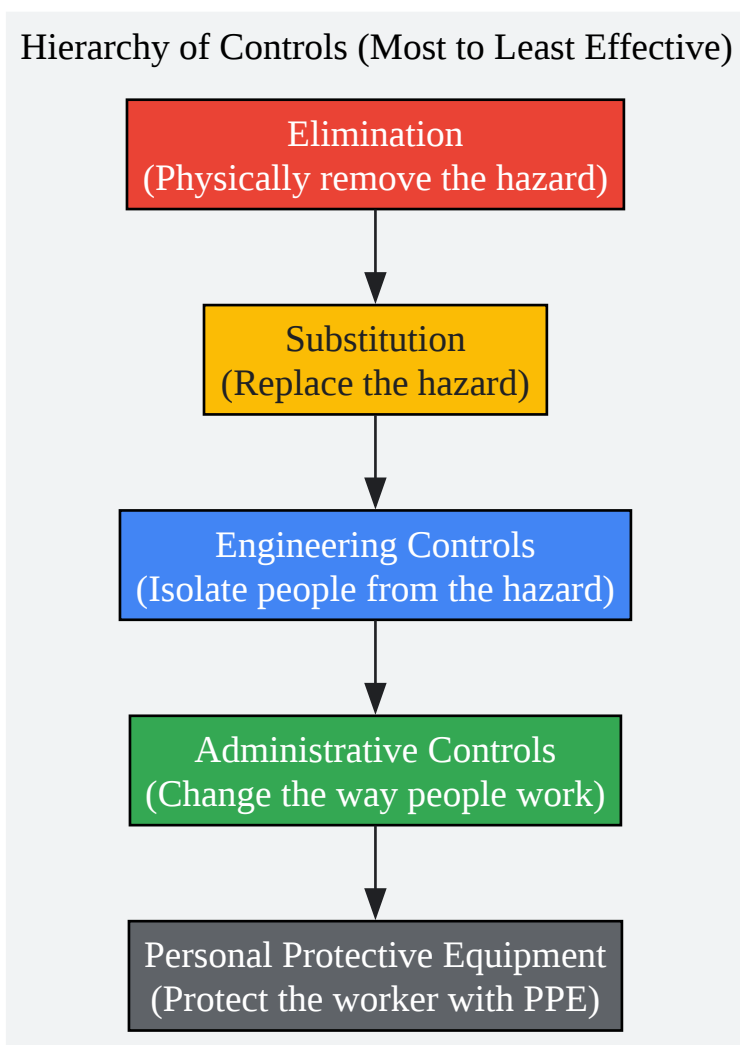 Hierarchy of Controls (Most to Least Effective)
Elimination
(Physically remove the hazard)
Substitution
(Replace the hazard)
Engineering Controls
(Isolate people from the hazard)
Administrative Controls
(Change the way people work)
Personal Protective Equipment
(Protect the worker with PPE)